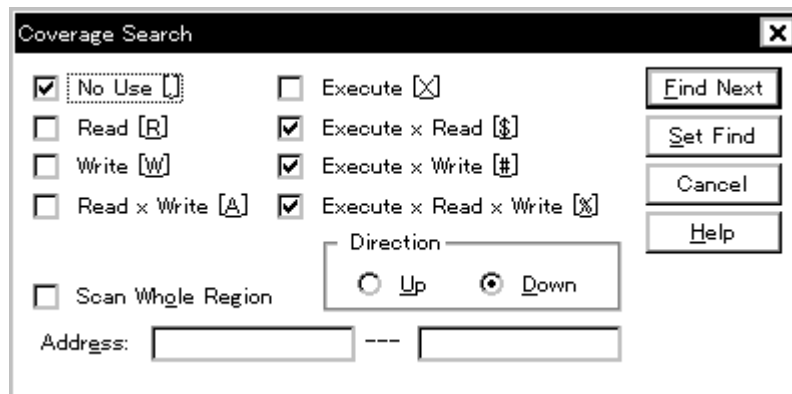 Coverage Search
No Use [] Execute [X] Find Next
Read [R] Execute x Read [$] Set Find
Write [W] Execute x Write [#] Cancel
Read x Write [A] Execute x Read x Write [%] Help
Direction
Scan Whole Region Up Down
Address: ---